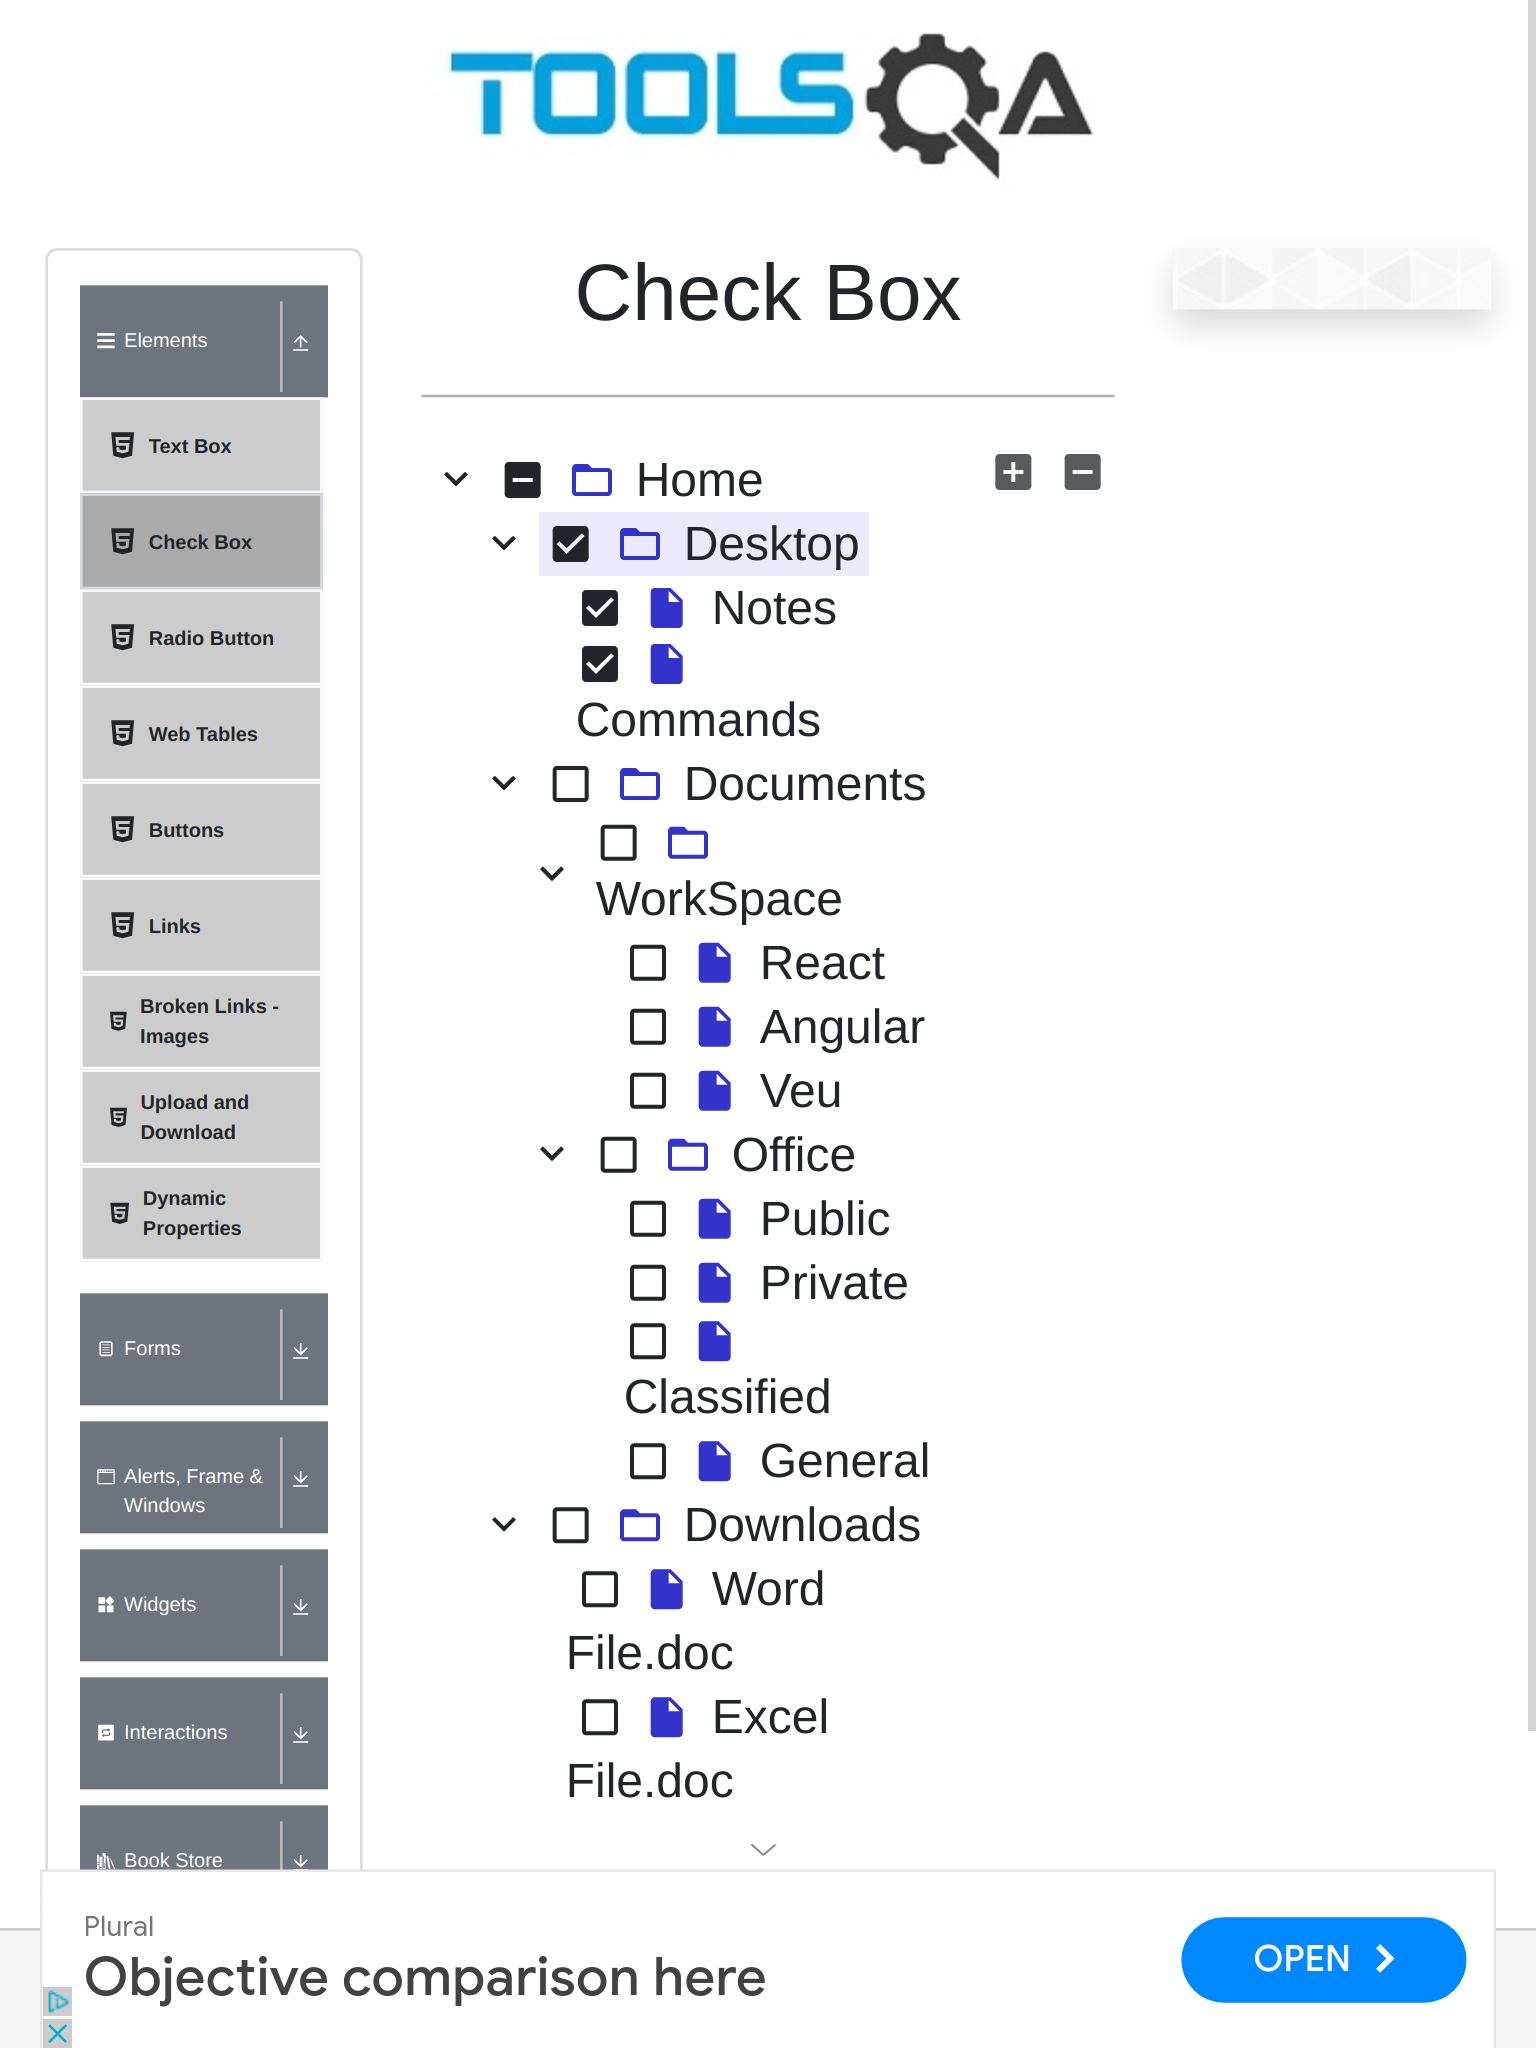 TOOLSQA
Check Box
Elements
Text Box
Check Box
Radio Button
Web Tables
Buttons
Links
Broken Links -
Images
Upload and
Download
Dynamic
Properties
Forms
Alerts, Frame &
Windows
Widgets
Interactions
Book Store
Home
Desktop
Notes
Commands
Documents
WorkSpace
React
Angular
Veu
Office
Public
Private
Classified
General
Downloads
Word
File.doc
Excel
File.doc
Plural
Objective comparison here
OPEN